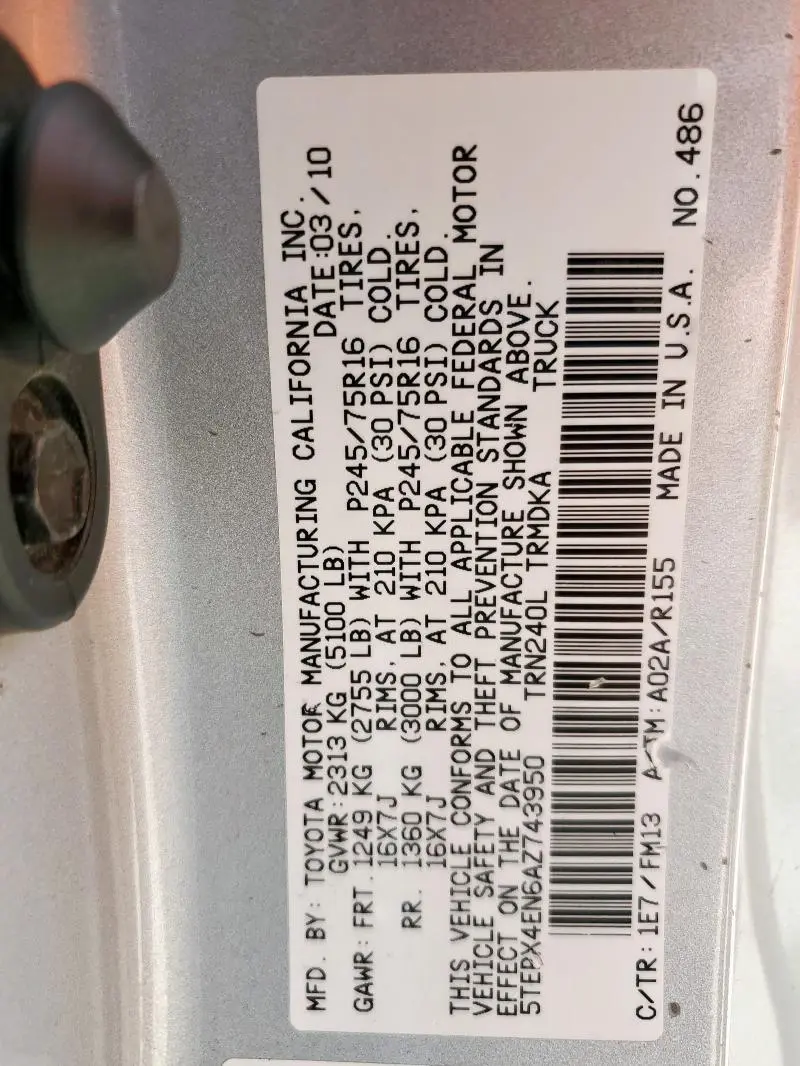 MFD. BY: TOYOTA MOTOR MANUFACTURING CALIFORNIA INC.
GVWR:2313 KG (5100 LB) DATE:03/10
GAWR: FRT. 1249 KG (2755 LB) WITH P245/75R16 TIRES,
16X7J RIMS, AT 210 KPA (30 PSI) COLD.
RR. 1360 KG (3000 LB) WITH P245/75R16 TIRES,
16X7J RIMS, AT 210 KPA (30 PSI) COLD.
THIS VEHICLE CONFORMS TO ALL APPLICABLE FEDERAL MOTOR
VEHICLE SAFETY AND THEFT PREVENTION STANDARDS IN
EFFECT ON THE DATE OF MANUFACTURE SHOWN ABOVE.
5TEPX4EN6AZ743950 TRN240L TRMDKA TRUCK
C/TR: 1E7/FM13 A/TM: A02A/R155 MADE IN U.S.A. NO. 486